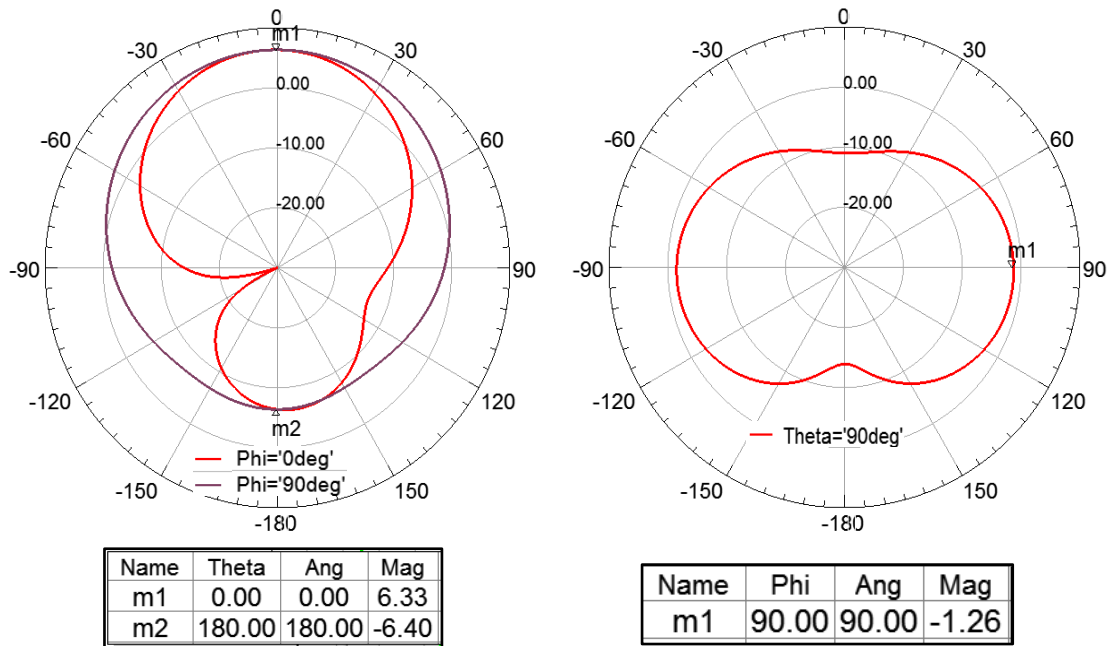 0
m1
-30
30
0.00
-60
60
-10.00
-20.00
-90
90
-120
120
m2
Phi='0deg'
Phi='90deg'
-150
150
-180
Name Theta Ang Mag
m1 0.00 0.00 6.33
m2 180.00 180.00 -6.40
0
-30
30
0.00
-60
60
-10.00
-20.00
m1
-90
90
-120
120
Theta='90deg'
-150
150
-180
Name Phi Ang Mag
m1 90.00 90.00 -1.26